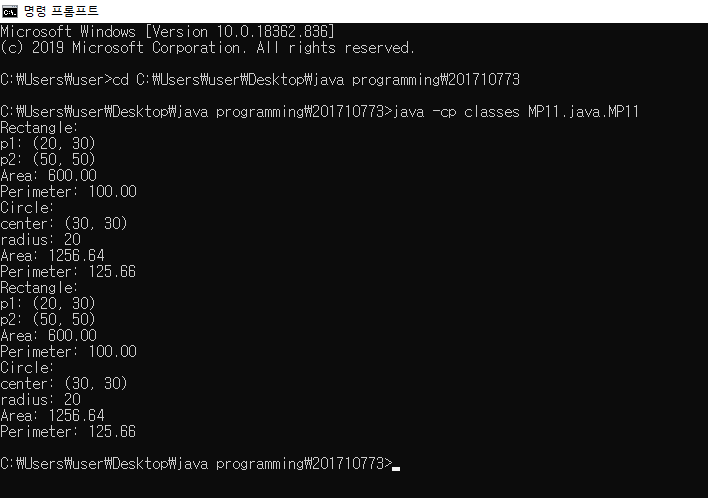 명령 프롬프트
Microsoft Windows [Version 10.0.18362.836]
(c) 2019 Microsoft Corporation. All rights reserved.
C:₩Users₩user>cd C:₩Users₩user₩Desktop₩java programming₩201710773
C:₩Users₩user₩Desktop₩java programming₩201710773>java -cp classes MP11.java.MP11
Rectangle:
p1: (20, 30)
p2: (50, 50)
Area: 600.00
Perimeter: 100.00
Circle:
center: (30, 30)
radius: 20
Area: 1256.64
Perimeter: 125.66
Rectangle:
p1: (20, 30)
p2: (50, 50)
Area: 600.00
Perimeter: 100.00
Circle:
center: (30, 30)
radius: 20
Area: 1256.64
Perimeter: 125.66
C:₩Users₩user₩Desktop₩java programming₩201710773>